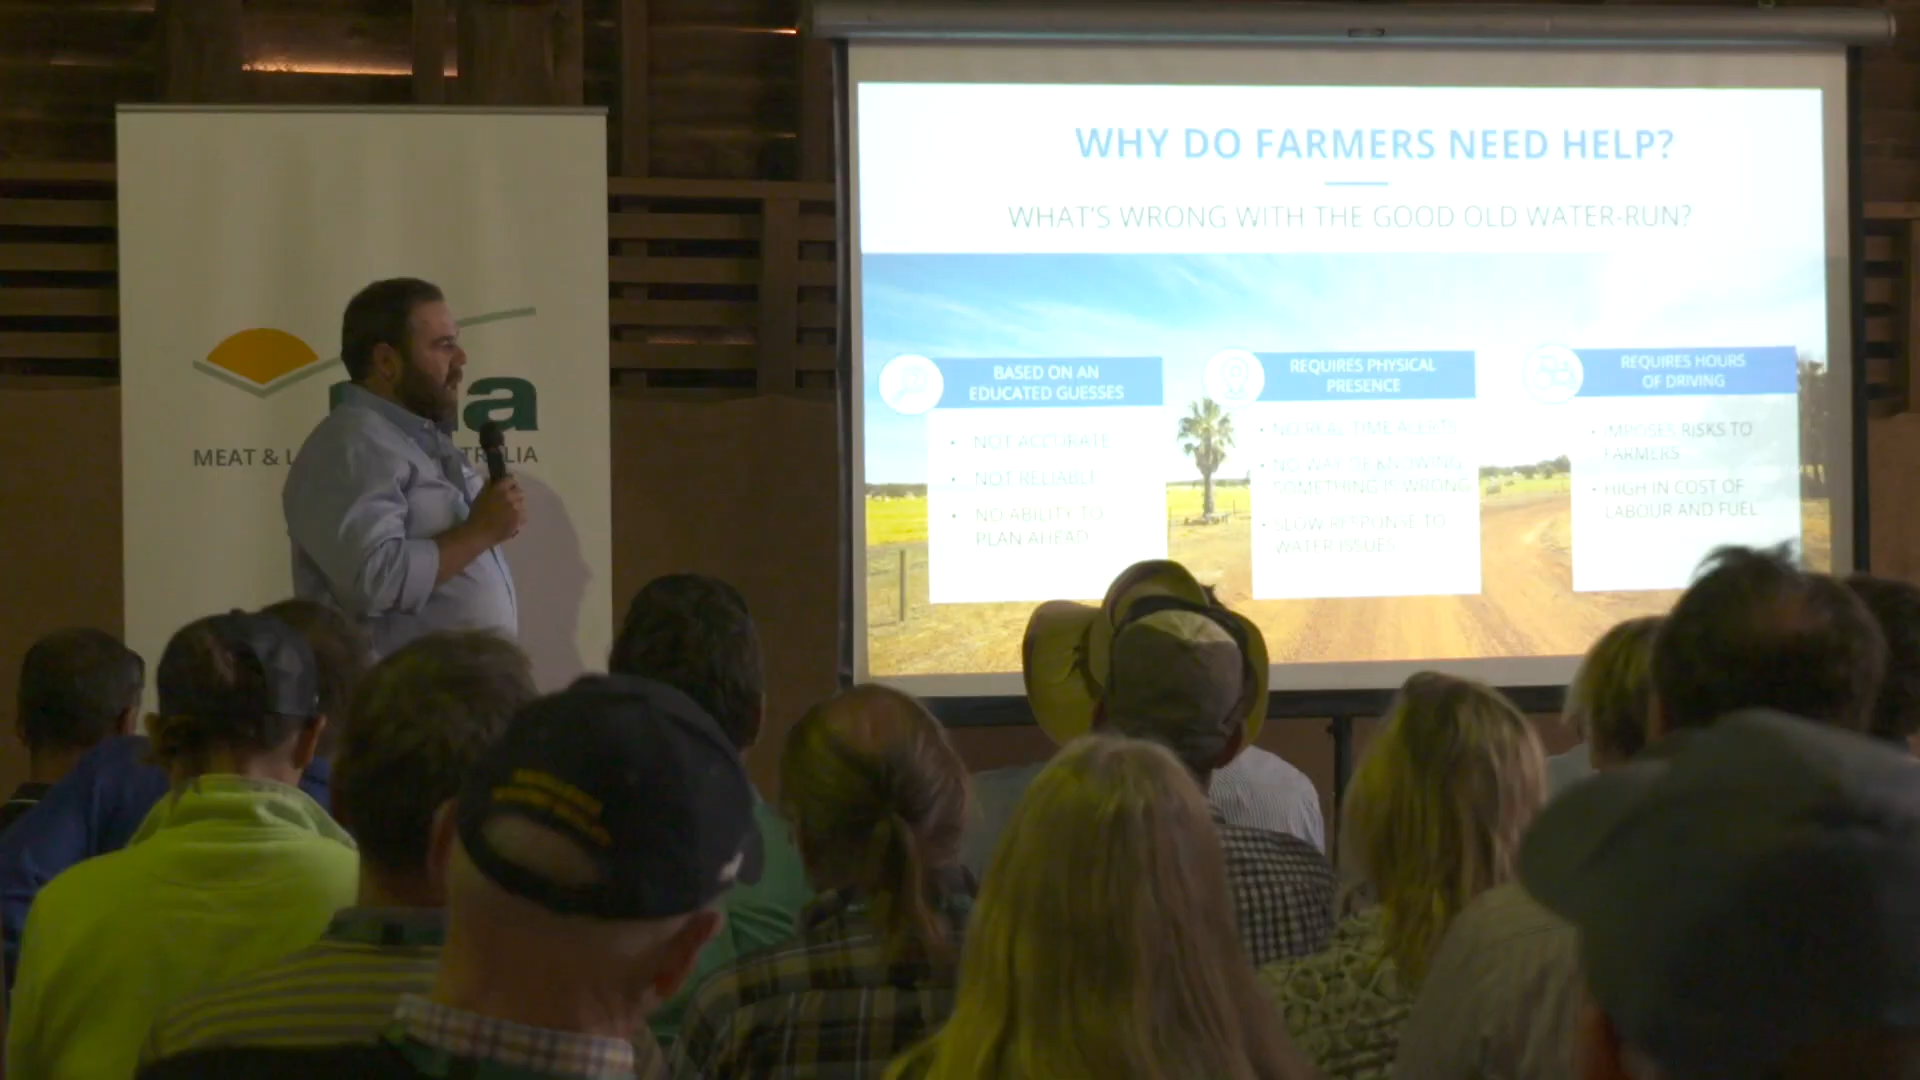 WHY DO FARMERS NEED HELP?
WHAT'S WRONG WITH THE GOOD OLD WATER-RUN?
BASED ON AN
EDUCATED GUESSES
• NOT ACCURATE
• NOT RELIABLE
• NO ABILITY TO
PLAN AHEAD
REQUIRES PHYSICAL
PRESENCE
• NO REAL TIME ALERTS
• NO WAY OF KNOWING
SOMETHING IS WRONG
• SLOW RESPONSE TO
WATER ISSUES
REQUIRES HOURS
OF DRIVING
• IMPOSES RISKS TO
FARMERS
• HIGH IN COST OF
LABOUR AND FUEL
a
MEAT & L TRALIA